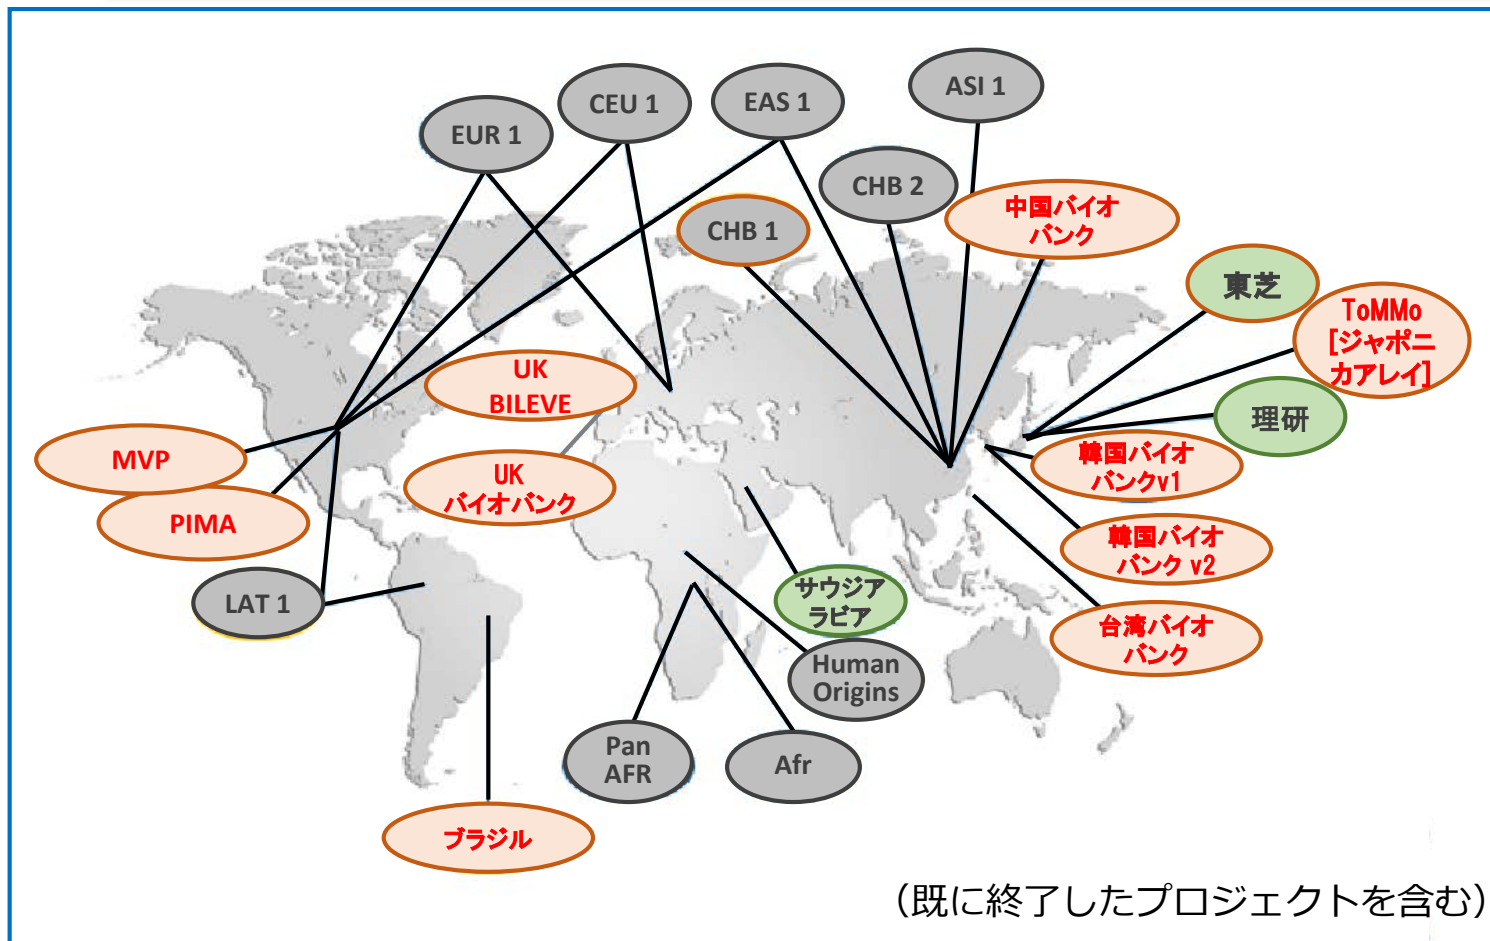 EUR 1
CEU 1
EAS 1
ASI 1
CHB 1
CHB 2
中国バイオ
バンク
東芝
ToMMo
[ジャポニ
カアレイ]
理研
UK
BILEVE
MVP
UK
バイオバンク
PIMA
韓国バイオ
バンクv1
韓国バイオ
バンク v2
LAT 1
サウジア
ラビア
台湾バイオ
バンク
Human
Origins
Pan
AFR
Afr
ブラジル
（既に終了したプロジェクトを含む）